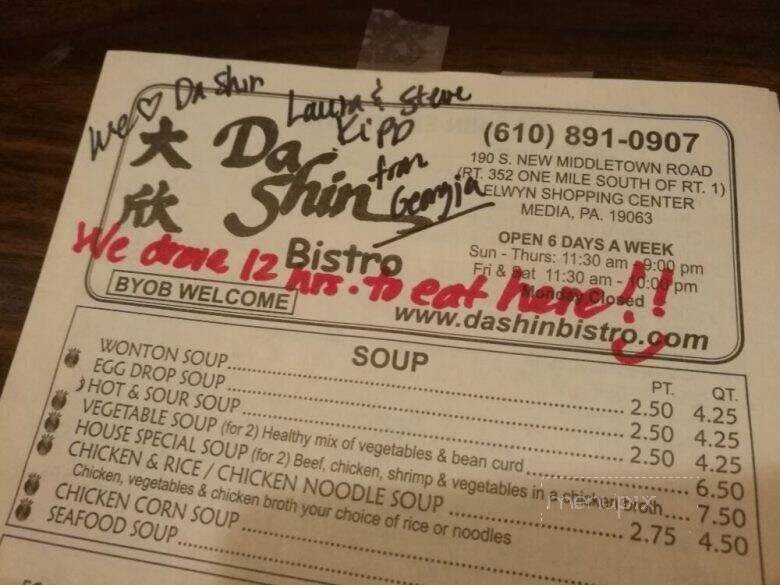 We ♡ Da Shin
Laura & Steve
Kipp
from
Georgia
大欣
Da
Shin
Bistro
(610) 891-0907
190 S. NEW MIDDLETOWN ROAD
(RT. 352 ONE MILE SOUTH OF RT. 1)
ELWYN SHOPPING CENTER
MEDIA, PA. 19063
OPEN 6 DAYS A WEEK
Sun - Thurs: 11:30 am - 9:00 pm
Fri & Sat 11:30 am - 10:00 pm
Monday Closed
We drove 12 hrs. to eat here!!
BYOB WELCOME
www.dashinbistro.com
SOUP
PT. QT.
WONTON SOUP 2.50 4.25
EGG DROP SOUP 2.50 4.25
HOT & SOUR SOUP 2.50 4.25
VEGETABLE SOUP (for 2) Healthy mix of vegetables & bean curd 6.50
HOUSE SPECIAL SOUP (for 2) Beef, chicken, shrimp & vegetables in a chicken broth 7.50
CHICKEN & RICE / CHICKEN NOODLE SOUP 2.75 4.50
Chicken, vegetables & chicken broth your choice of rice or noodles
CHICKEN CORN SOUP
SEAFOOD SOUP
menupix